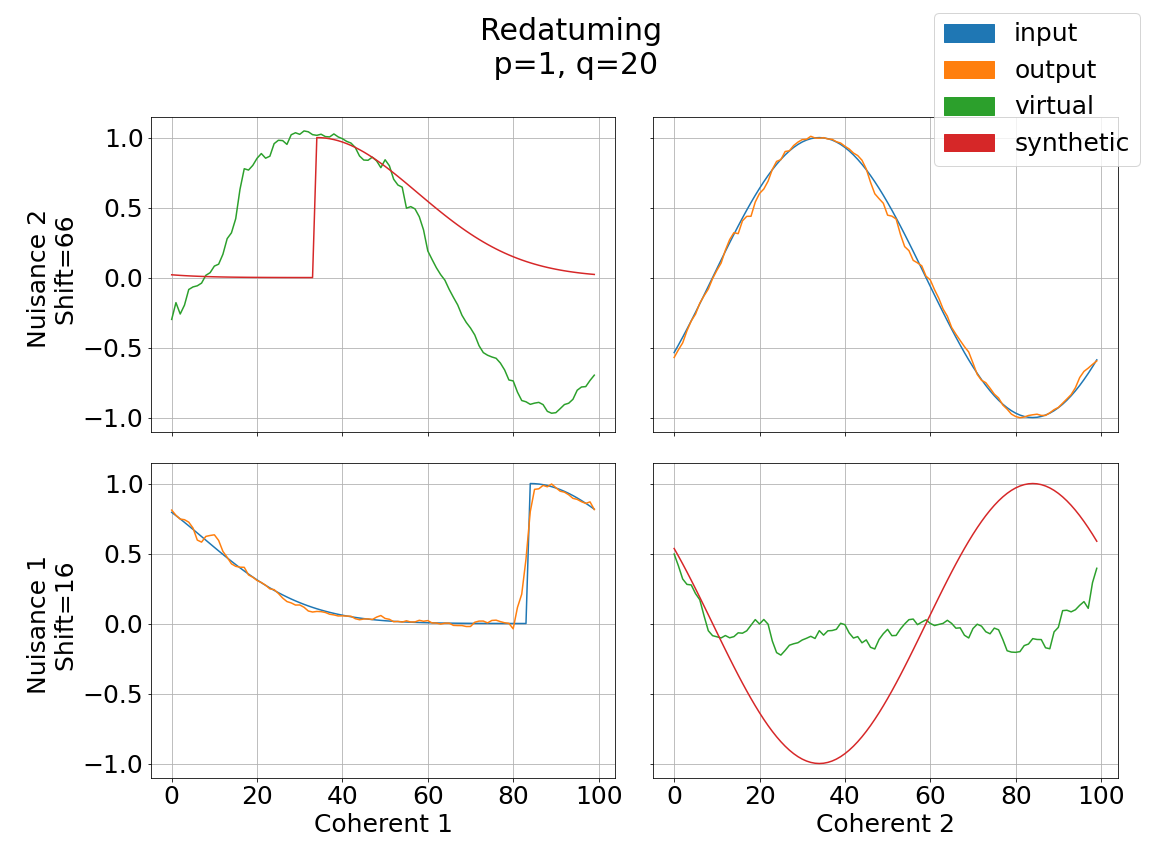 Redatuming
p=1, q=20
input
output
virtual
synthetic
Nuisance 2
Shift=66
1.0
0.5
0.0
−0.5
−1.0
Nuisance 1
Shift=16
1.0
0.5
0.0
−0.5
−1.0
0 20 40 60 80 100
Coherent 1
0 20 40 60 80 100
Coherent 2